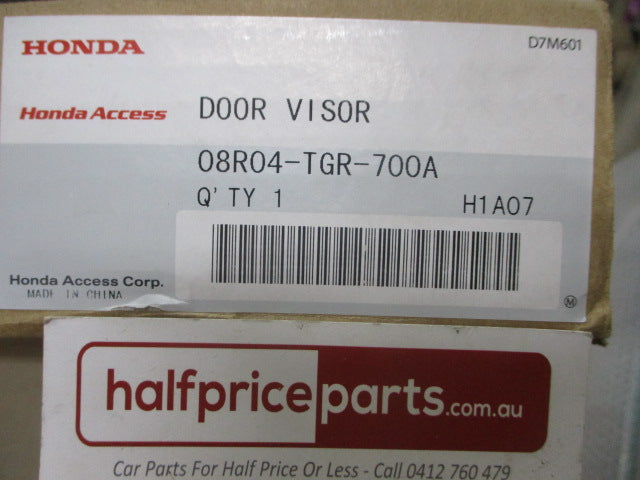 HONDA
D7M601
Honda Access
DOOR VISOR
08R04-TGR-700A
Q'TY 1
H1A07
Honda Access Corp.
MADE IN CHINA
M
halfpriceparts.com.au
Car Parts For Half Price Or Less - Call 0412 760 479